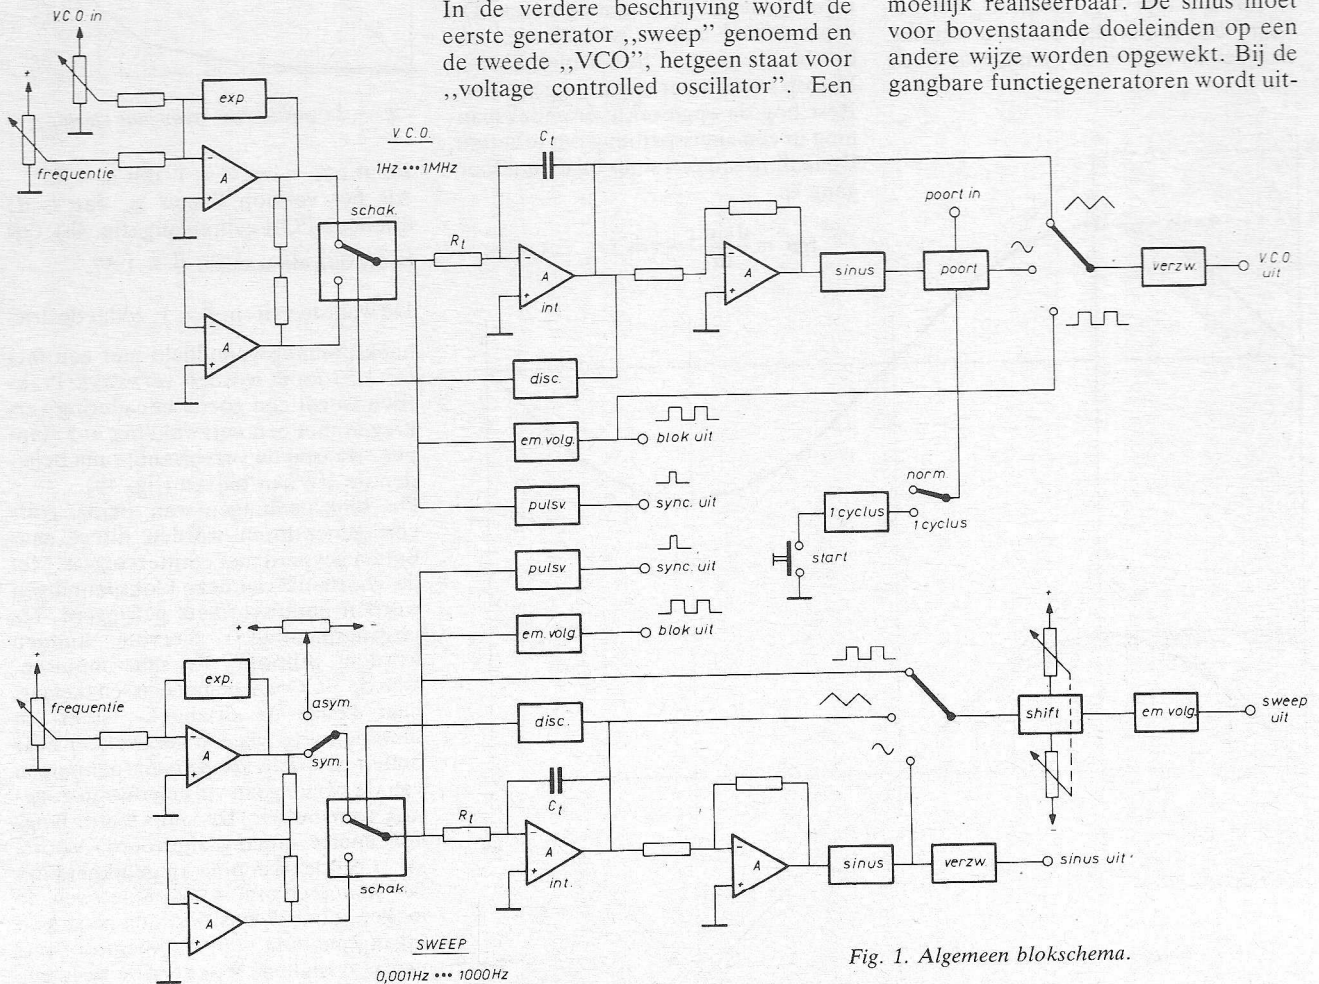 In de verdere beschrijving wordt de
eerste generator ,,sweep" genoemd en
de tweede ,,VCO", hetgeen staat voor
,,voltage controlled oscillator". Een
moeilijk realiseerbaar. De sinus moet
voor bovenstaande doeleinden op een
andere wijze worden opgewekt. Bij de
gangbare functiegeneratoren wordt uit-
VCO in
+
exp
+
frequentie
-
A
+
V.C.O.
1Hz ••• 1MHz
schak.
-
A
+
Rt
Ct
-
A
+
int.
-
A
+
sinus
poort in
poort
verzw.
V.C.O.
uit
disc.
em.volg.
blok uit
pulsv
sync. uit
norm.
1 cyclus
1 cyclus
start
pulsv
sync. uit
em. volg
blok uit
+
-
asym.
sym.
exp.
+
frequentie
-
A
+
disc.
schak.
-
A
+
Rt
Ct
-
A
+
int.
-
A
+
sinus
verzw.
sinus uit
+
shift
-
em volg.
sweep
uit
SWEEP
0,001Hz ••• 1000Hz
Fig. 1. Algemeen blokschema.